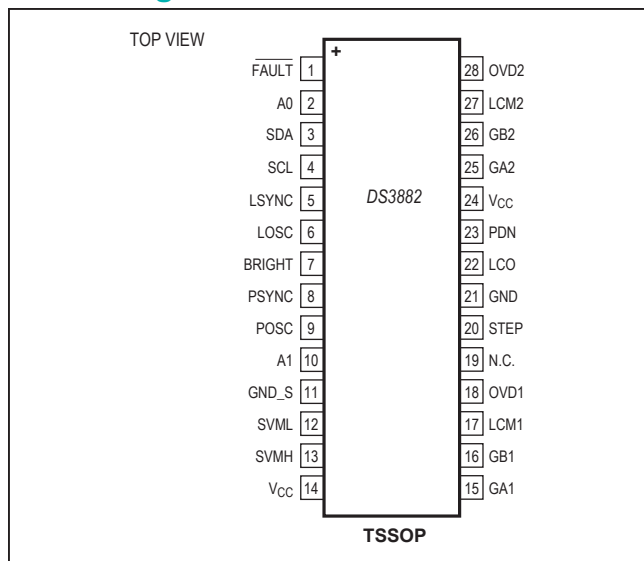 TOP VIEW
+
FAULT 1 28 OVD2
A0 2 27 LCM2
SDA 3 26 GB2
SCL 4 25 GA2
LSYNC 5 DS3882 24 VCC
LOSC 6 23 PDN
BRIGHT 7 22 LCO
PSYNC 8 21 GND
POSC 9 20 STEP
A1 10 19 N.C.
GND_S 11 18 OVD1
SVML 12 17 LCM1
SVMH 13 16 GB1
VCC 14 15 GA1
TSSOP